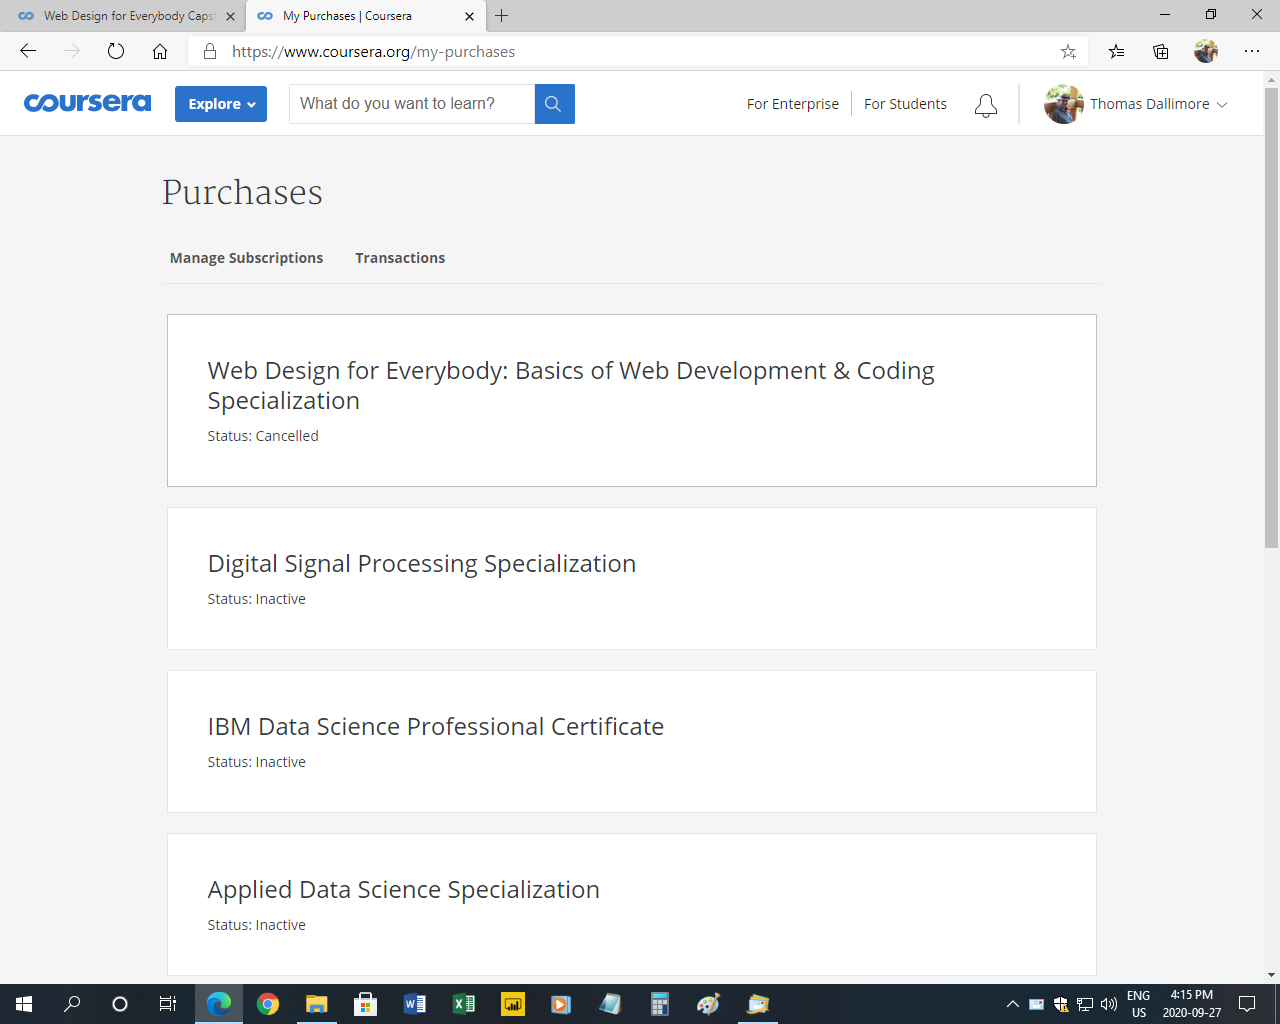 Web Design for Everybody Caps
My Purchases | Coursera
https://www.coursera.org/my-purchases
coursera
Explore
What do you want to learn?
For Enterprise
For Students
Thomas Dallimore
Purchases
Manage Subscriptions
Transactions
Web Design for Everybody: Basics of Web Development & Coding
Specialization
Status: Cancelled
Digital Signal Processing Specialization
Status: Inactive
IBM Data Science Professional Certificate
Status: Inactive
Applied Data Science Specialization
Status: Inactive
ENG
US
4:15 PM
2020-09-27